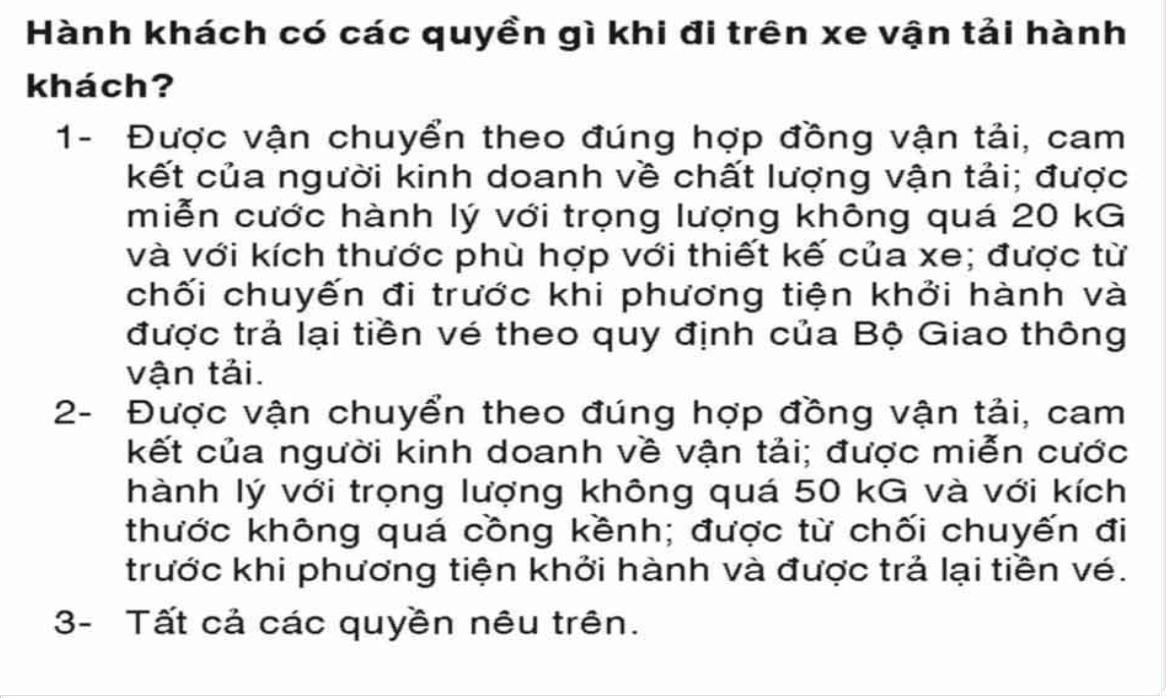 Hành khách có các quyền gì khi đi trên xe vận tải hành
khách?
1- Được vận chuyển theo đúng hợp đồng vận tải, cam
kết của người kinh doanh về chất lượng vận tải; được
miễn cước hành lý với trọng lượng không quá 20 kG
và với kích thước phù hợp với thiết kế của xe; được từ
chối chuyến đi trước khi phương tiện khởi hành và
được trả lại tiền vé theo quy định của Bộ Giao thông
vận tải.
2- Được vận chuyển theo đúng hợp đồng vận tải, cam
kết của người kinh doanh về vận tải; được miễn cước
hành lý với trọng lượng không quá 50 kG và với kích
thước không quá cồng kềnh; được từ chối chuyến đi
trước khi phương tiện khởi hành và được trả lại tiền vé.
3- Tất cả các quyền nêu trên.